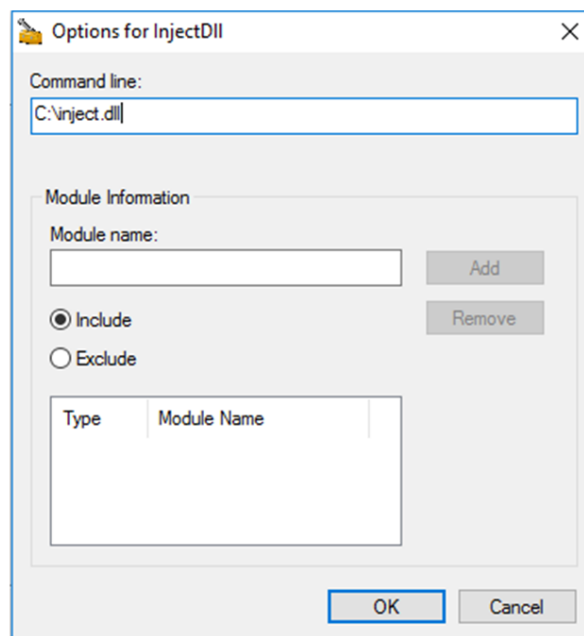 Options for InjectDll
Command line:
C:\inject.dll
Module Information
Module name:
Add
Include
Remove
Exclude
Type Module Name
OK Cancel